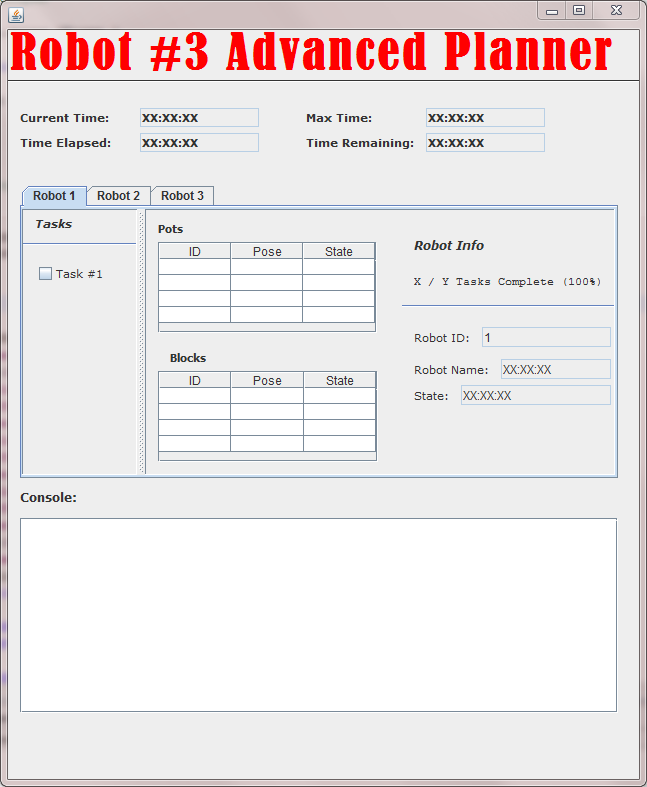 Robot #3 Advanced Planner
Current Time: XX:XX:XX Max Time: XX:XX:XX
Time Elapsed: XX:XX:XX Time Remaining: XX:XX:XX
Robot 1 Robot 2 Robot 3
Tasks
Task #1
Pots
ID Pose State
Blocks
ID Pose State
Robot Info
X / Y Tasks Complete (100%)
Robot ID: 1
Robot Name: XX:XX:XX
State: XX:XX:XX
Console: